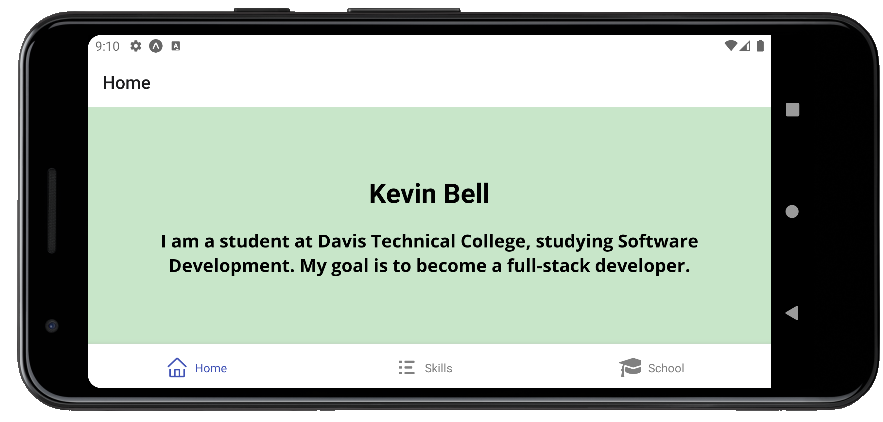 9:10
Home
Kevin Bell
I am a student at Davis Technical College, studying Software
Development. My goal is to become a full-stack developer.
Home
Skills
School